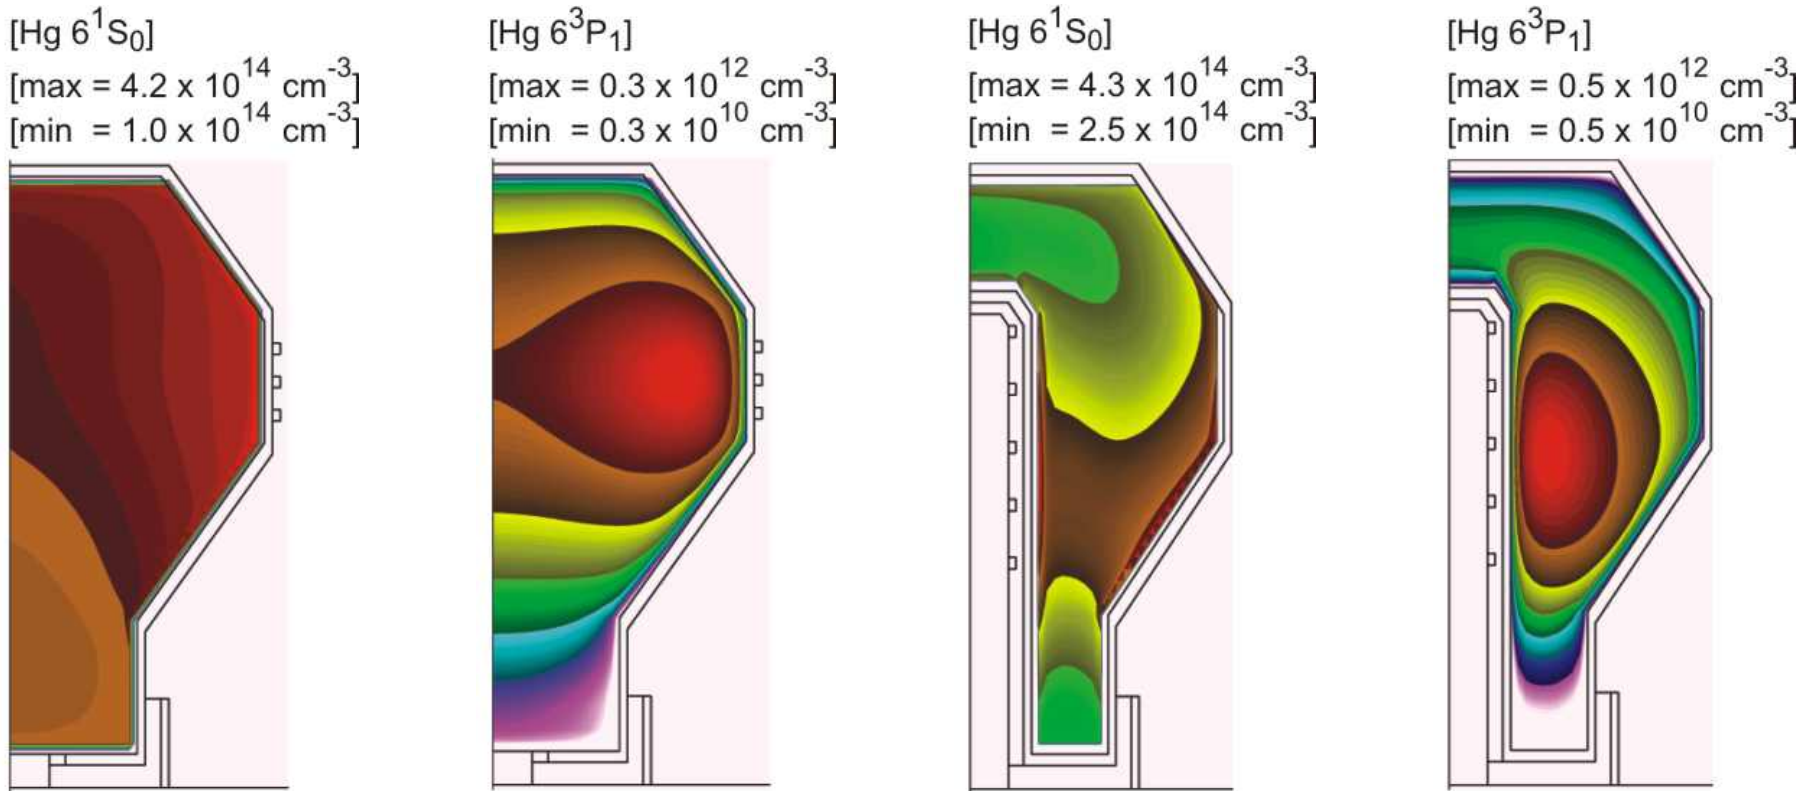 [Hg 6¹S₀]
[max = 4.2 x 10¹⁴ cm⁻³]
[min = 1.0 x 10¹⁴ cm⁻³]
[Hg 6³P₁]
[max = 0.3 x 10¹² cm⁻³]
[min = 0.3 x 10¹⁰ cm⁻³]
[Hg 6¹S₀]
[max = 4.3 x 10¹⁴ cm⁻³]
[min = 2.5 x 10¹⁴ cm⁻³]
[Hg 6³P₁]
[max = 0.5 x 10¹² cm⁻³]
[min = 0.5 x 10¹⁰ cm⁻³]